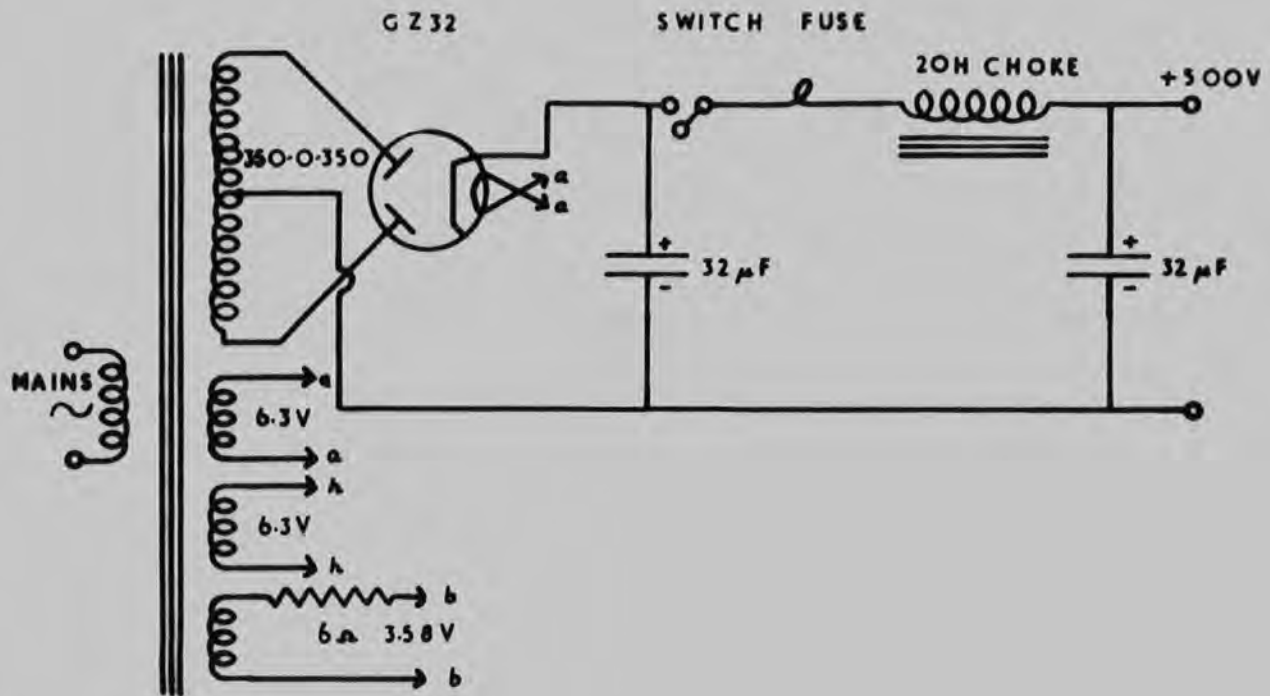 GZ32
SWITCH FUSE
20H CHOKE
+500V
350-0-350
a
a
+
32 μF
-
+
32 μF
-
MAINS
a
6.3V
a
h
6.3V
h
b
6Ω 3.58V
b